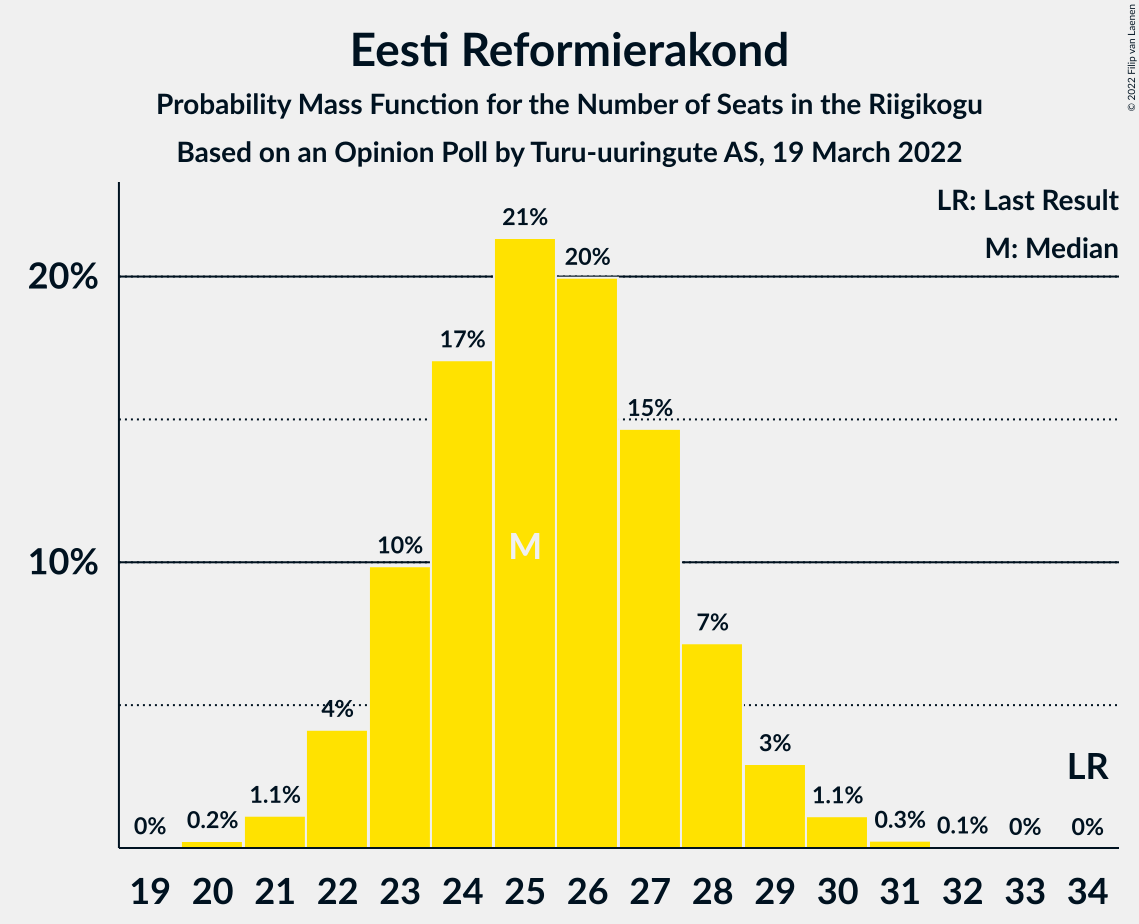 Eesti Reformierakond
Probability Mass Function for the Number of Seats in the Riigikogu
Based on an Opinion Poll by Turu-uuringute AS, 19 March 2022
© 2022 Filip van Laenen
LR: Last Result
M: Median
20%
10%
0%
0.2%
1.1%
4%
10%
17%
21%
20%
15%
7%
3%
1.1%
0.3%
0.1%
0%
0%
M
LR
19 20 21 22 23 24 25 26 27 28 29 30 31 32 33 34